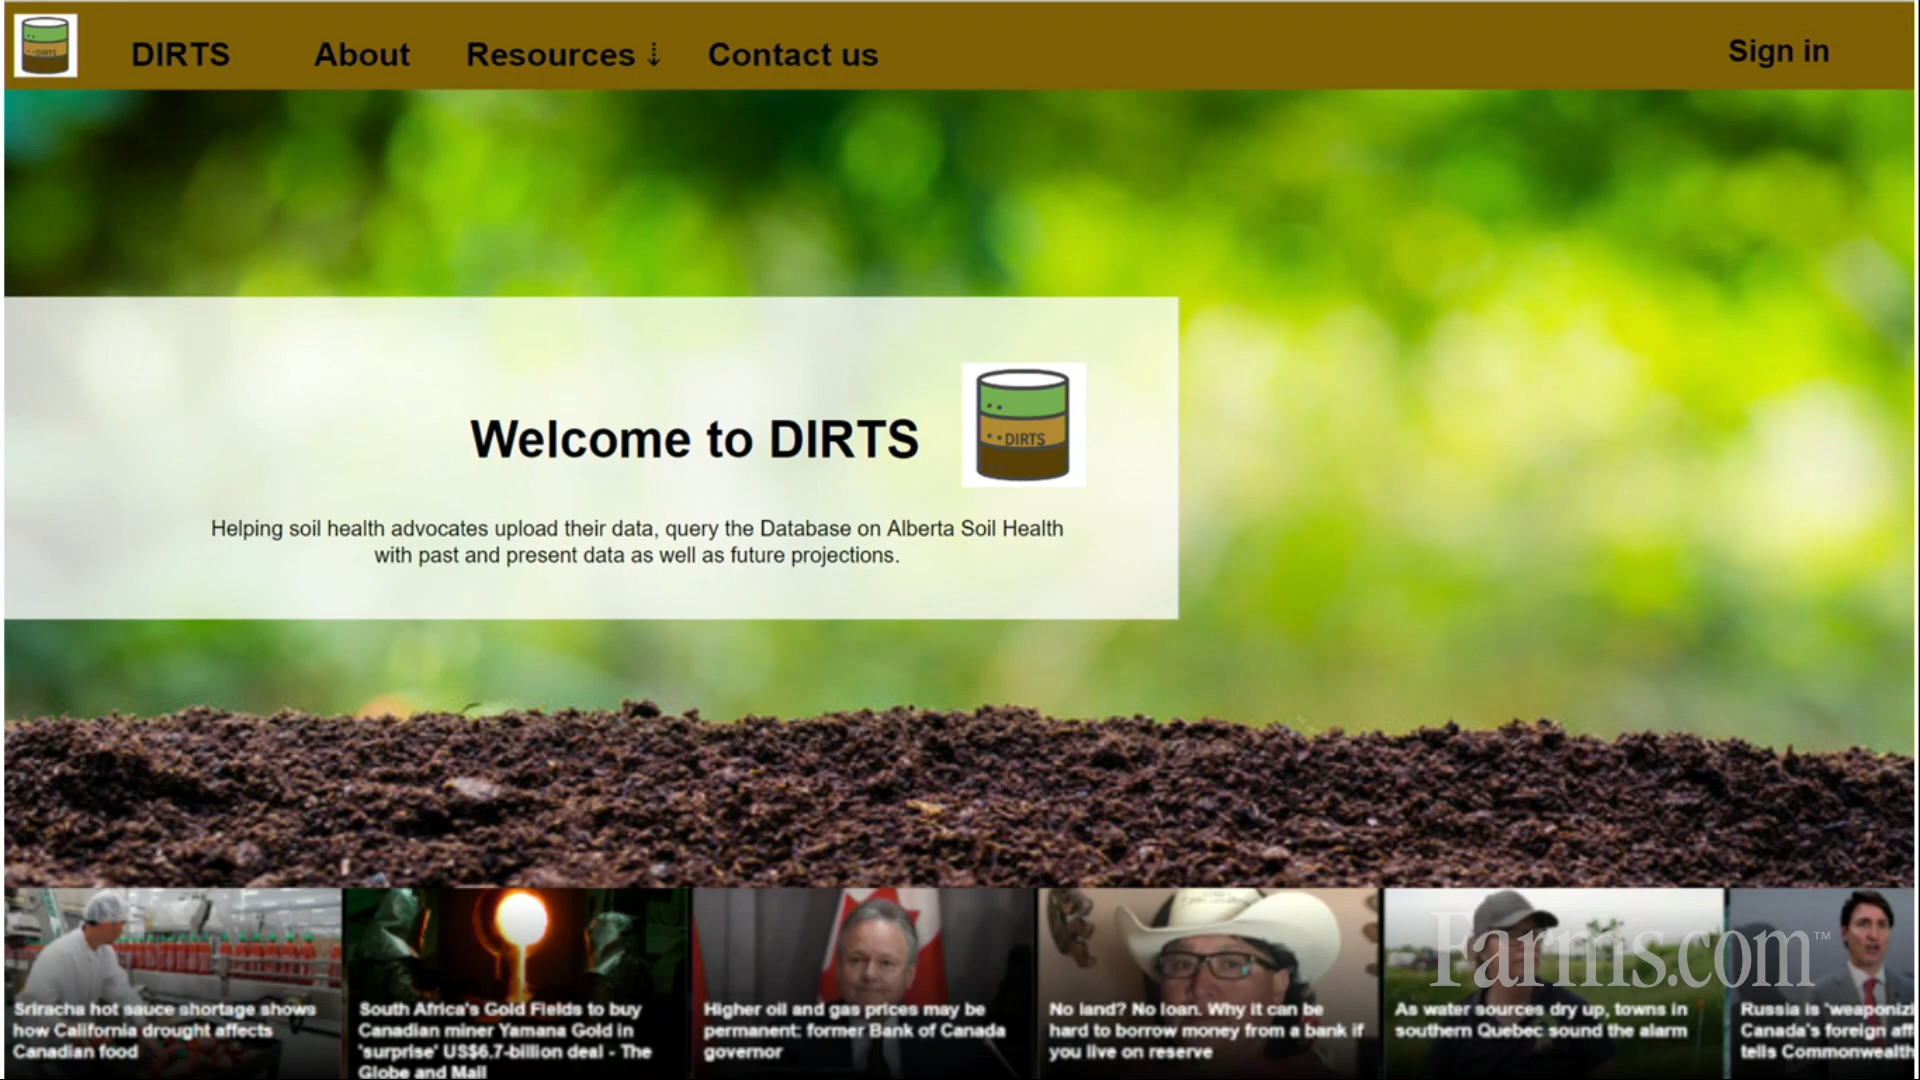 DIRTS
DIRTS
About
Resources ⇣
Contact us
Sign in
Welcome to DIRTS
DIRTS
Helping soil health advocates upload their data, query the Database on Alberta Soil Health
with past and present data as well as future projections.
Sriracha hot sauce shortage shows
how California drought affects
Canadian food
South Africa's Gold Fields to buy
Canadian miner Yamana Gold in
'surprise' US$6.7-billion deal - The
Globe and Mail
Higher oil and gas prices may be
permanent: former Bank of Canada
governor
No land? No loan. Why it can be
hard to borrow money from a bank if
you live on reserve
As water sources dry up, towns in
southern Quebec sound the alarm
Russia is 'weaponizi
Canada's foreign aff
tells Commonwealth
Farms.com™